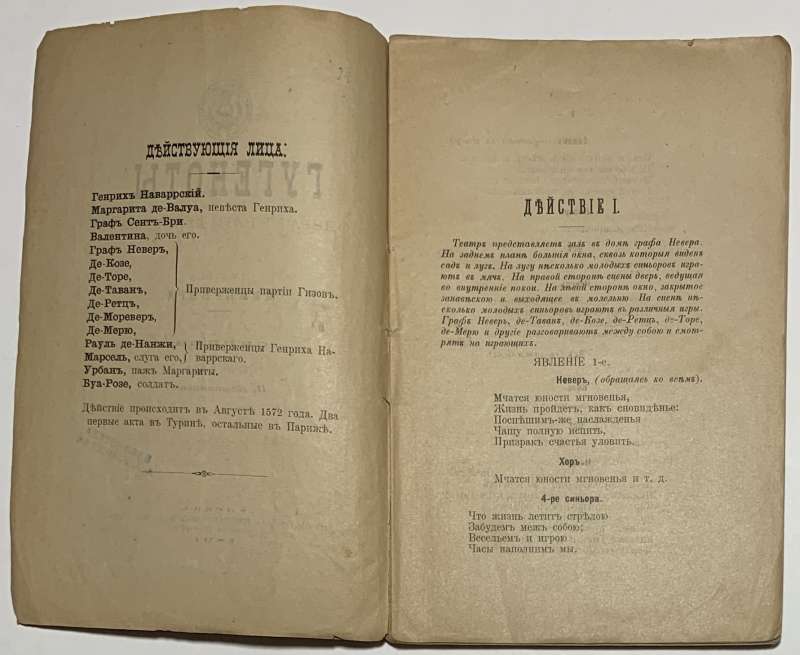 ДѢЙСТВУЮЩІЯ ЛИЦА:
Генрихъ Наваррскій.
Маргарита де-Валуа, невѣста Генриха.
Графъ Сентъ-Бри.
Валентина, дочь его.
Графъ Неверъ,
Де-Козе,
Де-Торе,
Де-Таванъ,
Де-Ретцъ,
Де-Мореверъ,
Де-Мерю,
Приверженцы партіи Гизовъ.
Рауль де-Нанжи,
Марсель, слуга его,
Приверженцы Генриха На-
варрскаго.
Урбанъ, пажъ Маргариты.
Буа-Розе, солдатъ.
Дѣйствіе происходитъ въ Августѣ 1572 года. Два
первые акта въ Туринѣ, остальные въ Парижѣ.
ГУГЕНОТЫ
ДѢЙСТВІЕ I.
Театръ представляетъ залъ въ домѣ графа Невера.
На заднемъ планѣ большія окна, сквозь которыя виденъ
садъ и лугъ. На лугу нѣсколько молодыхъ синьоровъ игра-
ютъ въ мячъ. На правой сторонѣ сцены дверь, ведущая
во внутренніе покои. На лѣвой сторонѣ окно, закрытое
занавѣскою и выходящее въ молельню. На сценѣ нѣ-
сколько молодыхъ синьоровъ играютъ въ различныя игры.
Графъ Неверъ, де-Таванъ, де-Козе, де-Ретцъ, де-Торе,
де-Мерю и другіе разговариваютъ между собою и смот-
рятъ на играющихъ.
ЯВЛЕНІЕ 1-е.
Неверъ, (обращаясь ко всѣмъ).
Мчатся юности мгновенья,
Жизнь пройдетъ, какъ сновидѣнье:
Поспѣшимъ-же наслажденья
Чашу полную испить,
Призракъ счастья уловить.
Хоръ.
Мчатся юности мгновенья и т. д.
4-ре синьора.
Что жизнь летитъ стрѣлою
Забудемъ межъ собою;
Весельемъ и игрою
Часы наполнимъ мы.